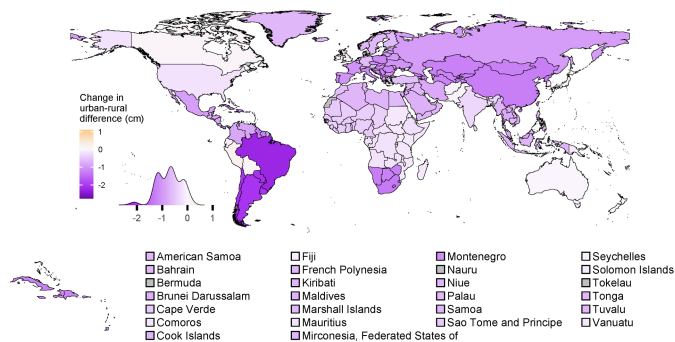 Change in
urban-rural
difference (cm)
1
0
-1
-2
-2 -1 0 1
American Samoa
Bahrain
Bermuda
Brunei Darussalam
Cape Verde
Comoros
Cook Islands
Fiji
French Polynesia
Kiribati
Maldives
Marshall Islands
Mauritius
Mirconesia, Federated States of
Montenegro
Nauru
Niue
Palau
Samoa
Sao Tome and Principe
Seychelles
Solomon Islands
Tokelau
Tonga
Tuvalu
Vanuatu